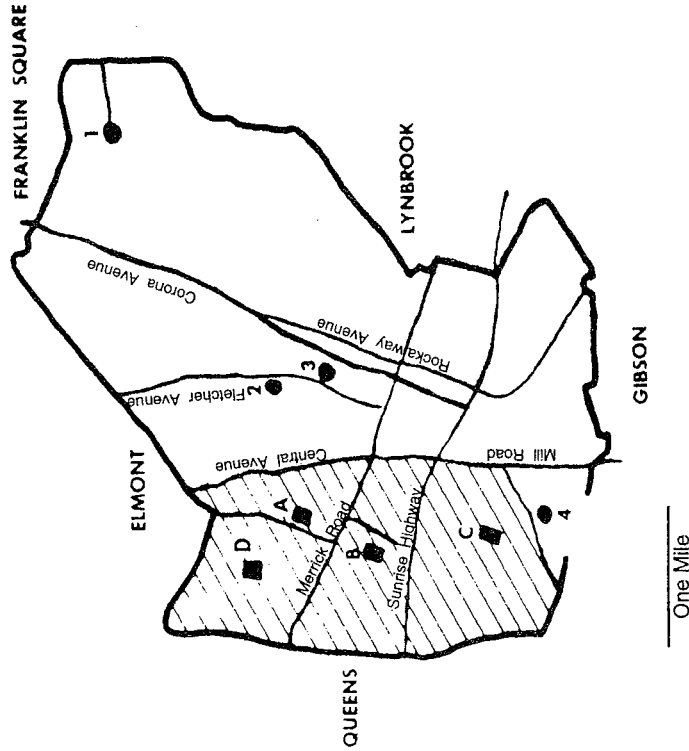 FRANKLIN SQUARE
1
Corona Avenue
LYNBROOK
Rockaway Avenue
Fletcher Avenue
2
3
ELMONT
Central Avenue
Mill Road
GIBSON
D
A
Merrick Road
B
Sunrise Highway
C
4
QUEENS
One Mile